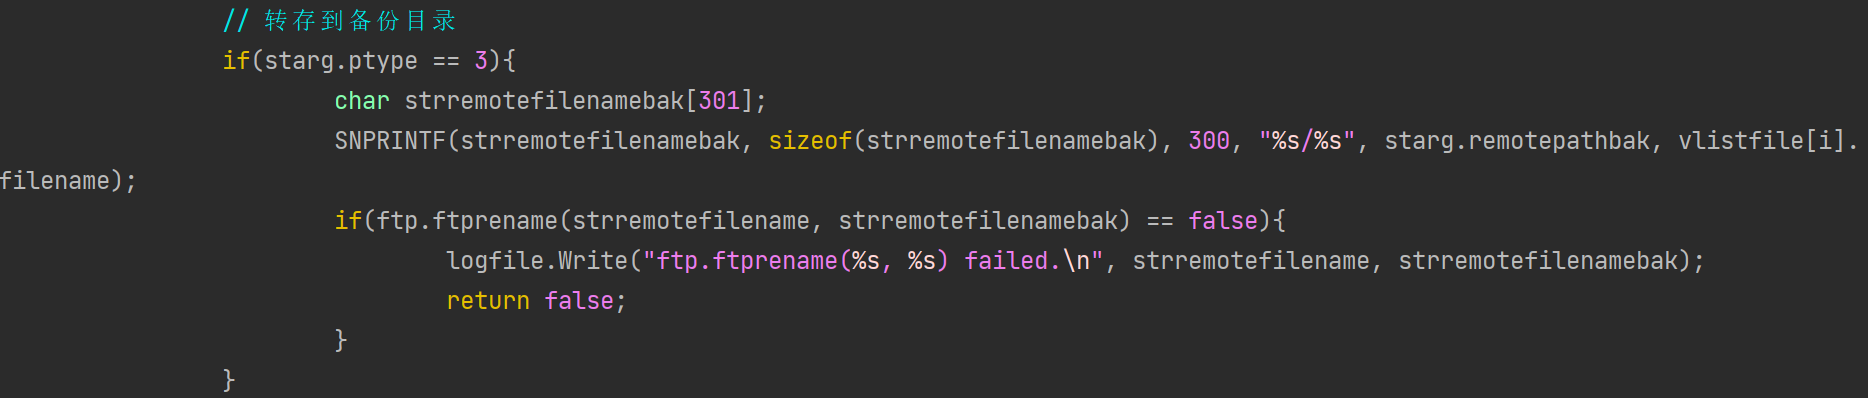 // 转存到备份目录
if(starg.ptype == 3){
char strremotefilenamebak[301];
SNPRINTF(strremotefilenamebak, sizeof(strremotefilenamebak), 300, "%s/%s", starg.remotepathbak, vlistfile[i].
filename);
if(ftp.ftprename(strremotefilename, strremotefilenamebak) == false){
logfile.Write("ftp.ftprename(%s, %s) failed.\n", strremotefilename, strremotefilenamebak);
return false;
}
}